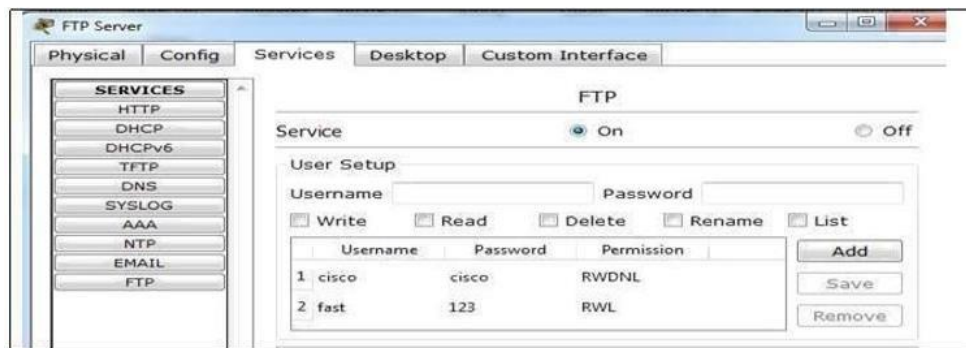 FTP Server
Physical Config Services Desktop Custom Interface
SERVICES
HTTP
DHCP
DHCPv6
TFTP
DNS
SYSLOG
AAA
NTP
EMAIL
FTP
FTP
Service On Off
User Setup
Username Password
Write Read Delete Rename List
Username Password Permission
1 cisco cisco RWDNL
2 fast 123 RWL
Add
Save
Remove